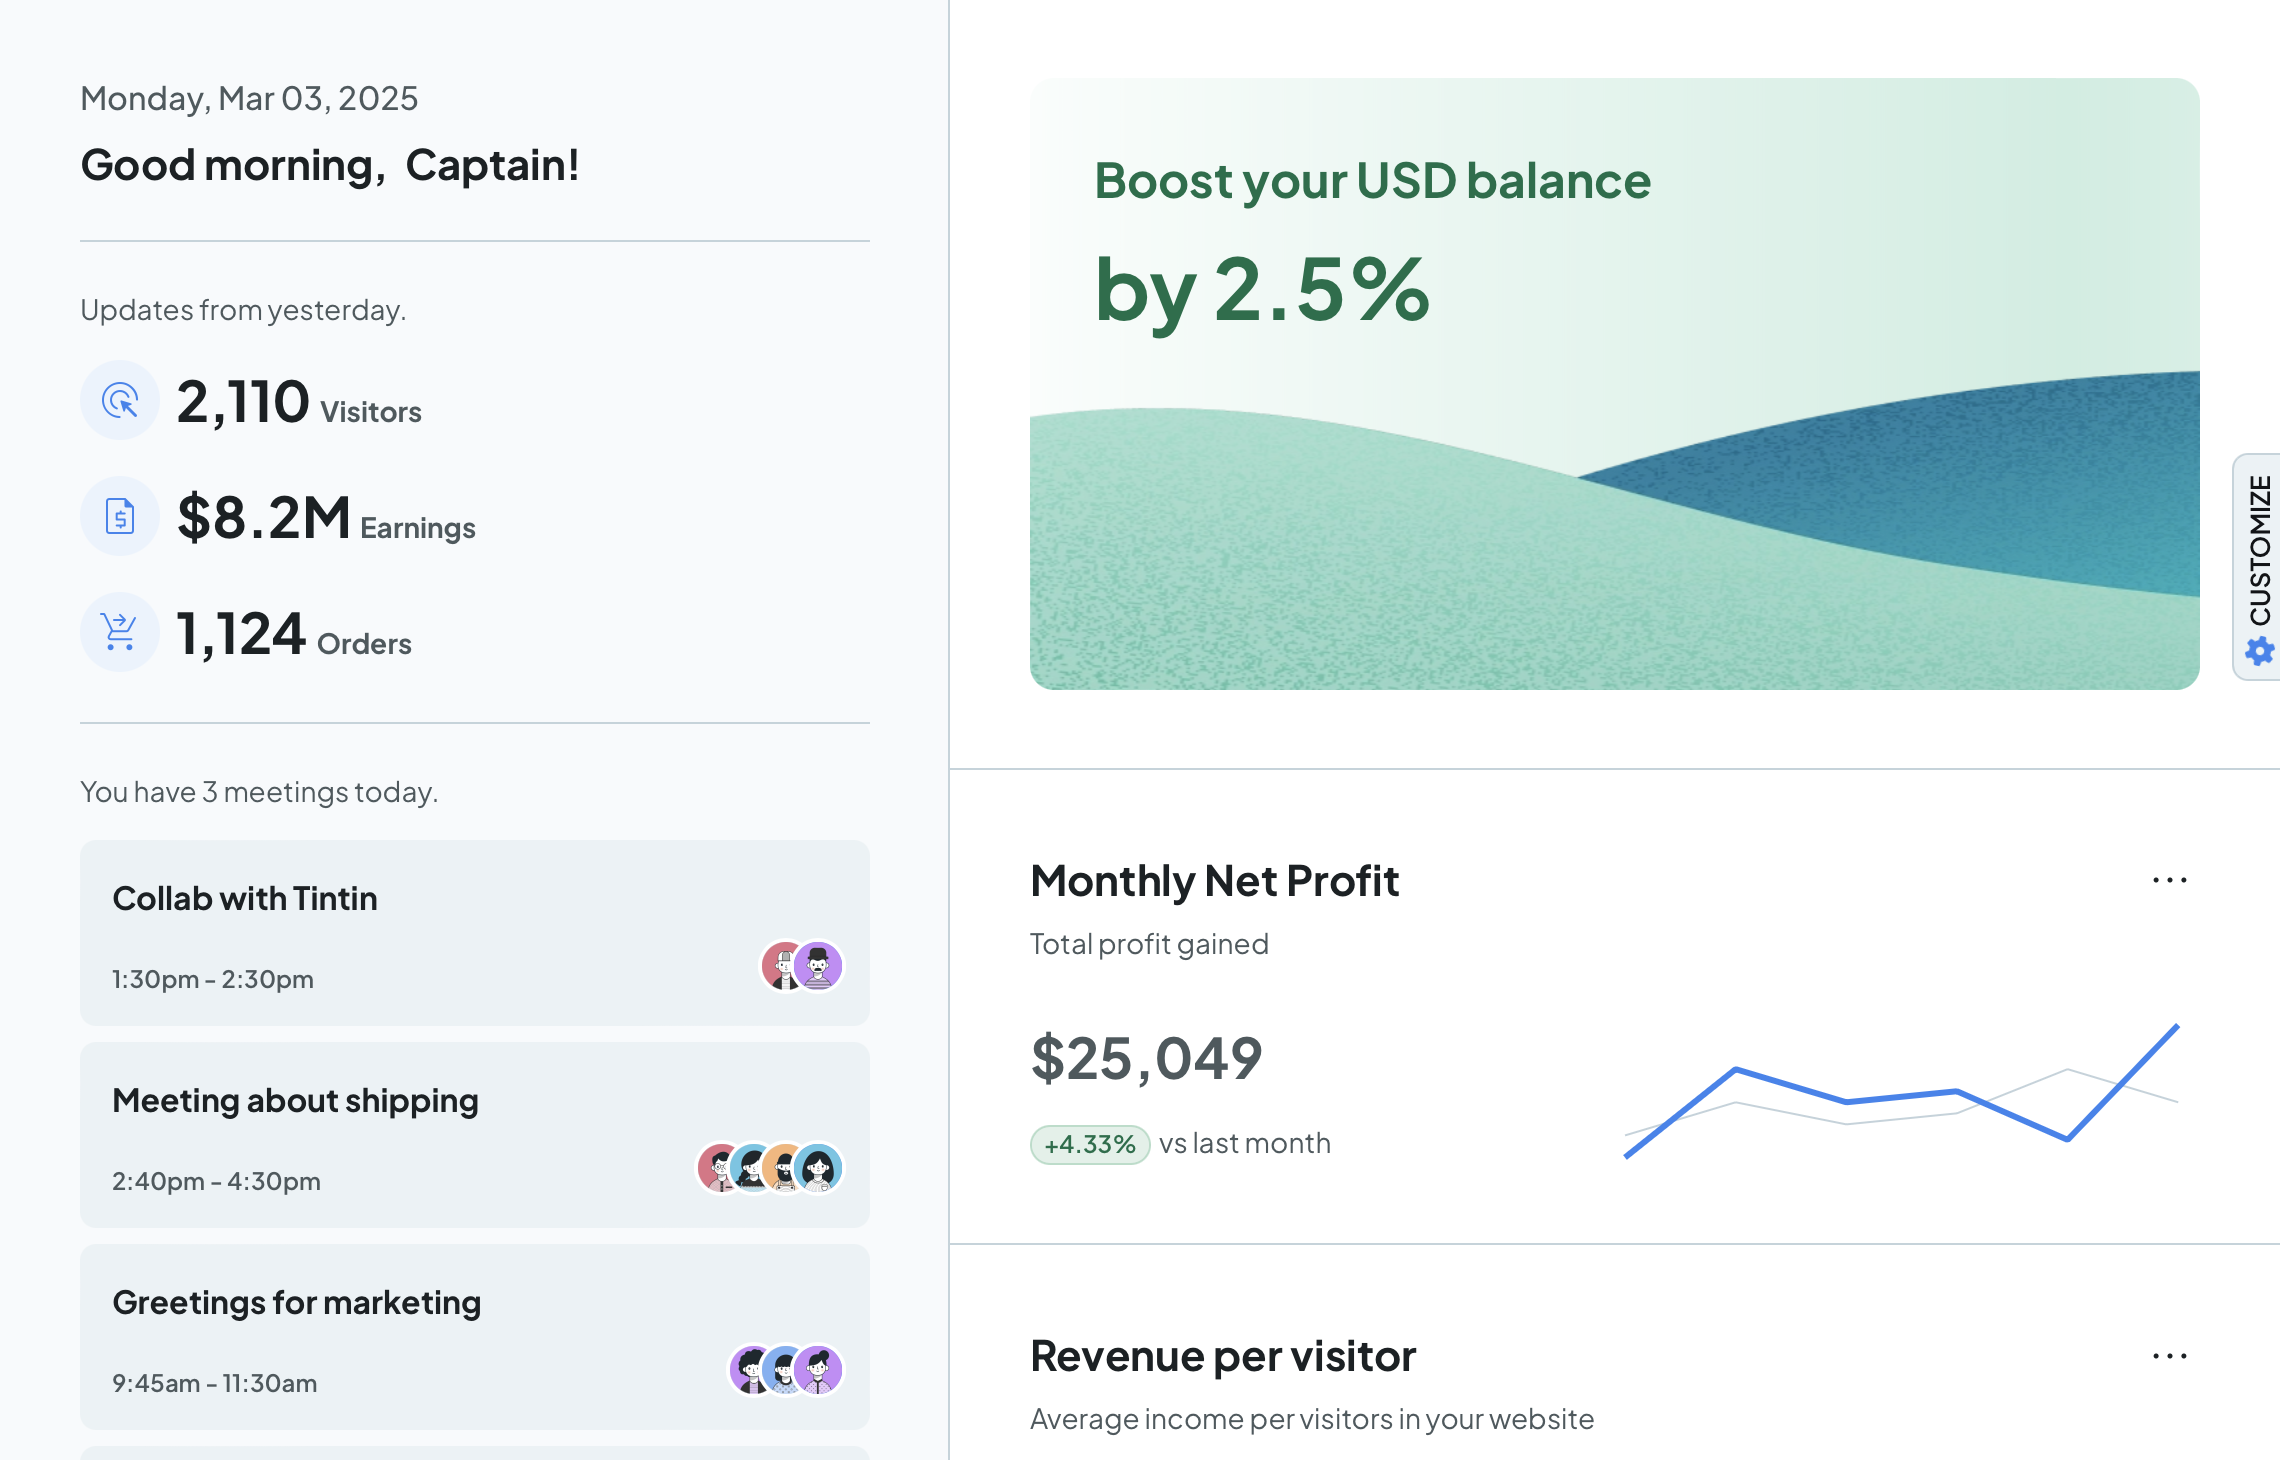 Monday, Mar 03, 2025
Good morning, Captain!
Updates from yesterday.
2,110 Visitors
$8.2M Earnings
1,124 Orders
You have 3 meetings today.
Collab with Tintin
1:30pm - 2:30pm
Meeting about shipping
2:40pm - 4:30pm
Greetings for marketing
9:45am - 11:30am
Boost your USD balance
by 2.5%
CUSTOMIZE
Monthly Net Profit
Total profit gained
$25,049
+4.33% vs last month
Revenue per visitor
Average income per visitors in your website